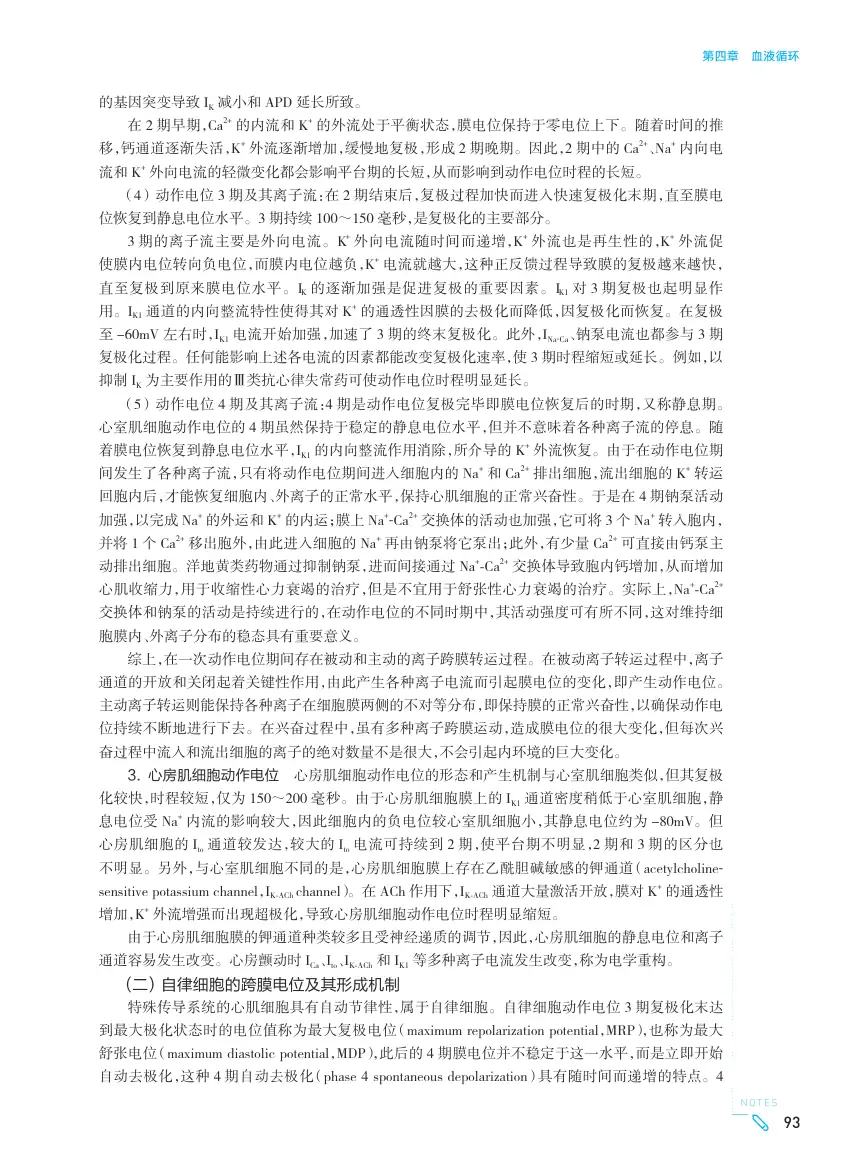 第四章 血液循环
的基因突变导致 IK 减小和 APD 延长所致。
在 2 期早期,Ca2+ 的内流和 K+ 的外流处于平衡状态,膜电位保持于零电位上下。随着时间的推
移,钙通道逐渐失活,K+ 外流逐渐增加,缓慢地复极,形成 2 期晚期。因此,2 期中的 Ca2+、Na+ 内向电
流和 K+ 外向电流的轻微变化都会影响平台期的长短,从而影响到动作电位时程的长短。
(4)动作电位 3 期及其离子流:在 2 期结束后,复极过程加快而进入快速复极化末期,直至膜电
位恢复到静息电位水平。3 期持续 100~150 毫秒,是复极化的主要部分。
3 期的离子流主要是外向电流。K+ 外向电流随时间而递增,K+ 外流也是再生性的,K+ 外流促
使膜内电位转向负电位,而膜内电位越负,K+ 电流就越大,这种正反馈过程导致膜的复极越来越快,
直至复极到原来膜电位水平。IK 的逐渐加强是促进复极的重要因素。IK1 对 3 期复极也起明显作
用。IK1 通道的内向整流特性使得其对 K+ 的通透性因膜的去极化而降低,因复极化而恢复。在复极
至 –60mV 左右时,IK1 电流开始加强,加速了 3 期的终末复极化。此外,INa-Ca、钠泵电流也都参与 3 期
复极化过程。任何能影响上述各电流的因素都能改变复极化速率,使 3 期时程缩短或延长。例如,以
抑制 IK 为主要作用的Ⅲ类抗心律失常药可使动作电位时程明显延长。
(5)动作电位 4 期及其离子流:4 期是动作电位复极完毕即膜电位恢复后的时期,又称静息期。
心室肌细胞动作电位的 4 期虽然保持于稳定的静息电位水平,但并不意味着各种离子流的停息。随
着膜电位恢复到静息电位水平,IK1 的内向整流作用消除,所介导的 K+ 外流恢复。由于在动作电位期
间发生了各种离子流,只有将动作电位期间进入细胞内的 Na+ 和 Ca2+ 排出细胞,流出细胞的 K+ 转运
回胞内后,才能恢复细胞内、外离子的正常水平,保持心肌细胞的正常兴奋性。于是在 4 期钠泵活动
加强,以完成 Na+ 的外运和 K+ 的内运;膜上 Na+-Ca2+ 交换体的活动也加强,它可将 3 个 Na+ 转入胞内,
并将 1 个 Ca2+ 移出胞外,由此进入细胞的 Na+ 再由钠泵将它泵出;此外,有少量 Ca2+ 可直接由钙泵主
动排出细胞。洋地黄类药物通过抑制钠泵,进而间接通过 Na+-Ca2+ 交换体导致胞内钙增加,从而增加
心肌收缩力,用于收缩性心力衰竭的治疗,但是不宜用于舒张性心力衰竭的治疗。实际上,Na+-Ca2+
交换体和钠泵的活动是持续进行的,在动作电位的不同时期中,其活动强度可有所不同,这对维持细
胞膜内、外离子分布的稳态具有重要意义。
综上,在一次动作电位期间存在被动和主动的离子跨膜转运过程。在被动离子转运过程中,离子
通道的开放和关闭起着关键性作用,由此产生各种离子电流而引起膜电位的变化,即产生动作电位。
主动离子转运则能保持各种离子在细胞膜两侧的不对等分布,即保持膜的正常兴奋性,以确保动作电
位持续不断地进行下去。在兴奋过程中,虽有多种离子跨膜运动,造成膜电位的很大变化,但每次兴
奋过程中流入和流出细胞的离子的绝对数量不是很大,不会引起内环境的巨大变化。
3. 心房肌细胞动作电位 心房肌细胞动作电位的形态和产生机制与心室肌细胞类似,但其复极
化较快,时程较短,仅为 150~200 毫秒。由于心房肌细胞膜上的 IK1 通道密度稍低于心室肌细胞,静
息电位受 Na+ 内流的影响较大,因此细胞内的负电位较心室肌细胞小,其静息电位约为 –80mV。但
心房肌细胞的 Ito 通道较发达,较大的 Ito 电流可持续到 2 期,使平台期不明显,2 期和 3 期的区分也
不明显。另外,与心室肌细胞不同的是,心房肌细胞膜上存在乙酰胆碱敏感的钾通道(acetylcholine-
sensitive potassium channel,IK-ACh channel)。在 ACh 作用下,IK-ACh 通道大量激活开放,膜对 K+ 的通透性
增加,K+ 外流增强而出现超极化,导致心房肌细胞动作电位时程明显缩短。
由于心房肌细胞膜的钾通道种类较多且受神经递质的调节,因此,心房肌细胞的静息电位和离子
通道容易发生改变。心房颤动时 ICa、Ito、IK-ACh 和 IK1 等多种离子电流发生改变,称为电学重构。
(二)自律细胞的跨膜电位及其形成机制
特殊传导系统的心肌细胞具有自动节律性,属于自律细胞。自律细胞动作电位 3 期复极化末达
到最大极化状态时的电位值称为最大复极电位(maximum repolarization potential,MRP),也称为最大
舒张电位(maximum diastolic potential,MDP),此后的 4 期膜电位并不稳定于这一水平,而是立即开始
自动去极化,这种 4 期自动去极化(phase 4 spontaneous depolarization)具有随时间而递增的特点。4
NOTES
93